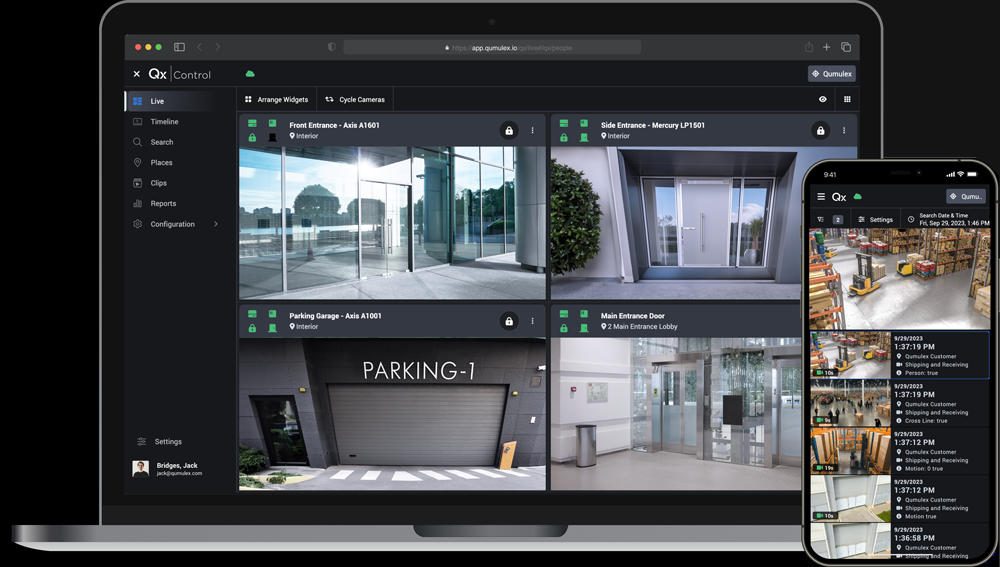 https://app.qumulex.io/qx/live#/qx/people
Qx Control
Qumulex
Live
Timeline
Search
Places
Clips
Reports
Configuration
Settings
Bridges, Jack
jack@qumulex.com
Arrange Widgets
Cycle Cameras
Front Entrance - Axis A1601
Interior
Side Entrance - Mercury LP1501
Interior
Parking Garage - Axis A1001
Interior
PARKING-1
Main Entrance Door
2 Main Entrance Lobby
9:41
Qx
Qumu..
2
Settings
Search Date & Time
Fri, Sep 29, 2023, 1:46 PM
10s
9/29/2023
1:37:19 PM
Qumulex Customer
Shipping and Receiving
Person: true
9s
9/29/2023
1:37:19 PM
Qumulex Customer
Shipping and Receiving
Cross Line: true
19s
9/29/2023
1:37:12 PM
Qumulex Customer
Shipping and Receiving
Motion: 0 true
10s
9/29/2023
1:37:12 PM
Qumulex Customer
Shipping and Receiving
Motion true
9/29/2023
1:36:58 PM
Qumulex Customer
Shipping and Receiving